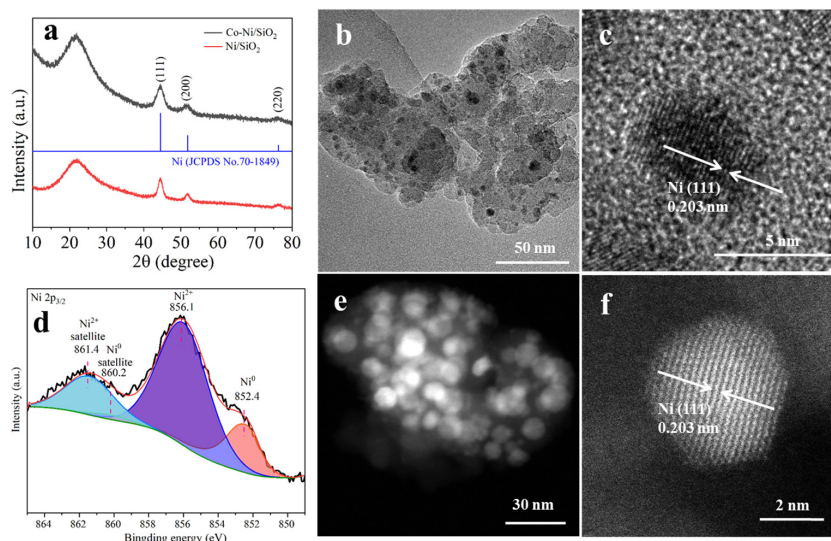 a
Co-Ni/SiO₂
Ni/SiO₂
(111)
(200)
(220)
Ni (JCPDS No.70-1849)
Intensity (a.u.)
10 20 30 40 50 60 70 80
2θ (degree)
b
50 nm
c
Ni (111)
0.203 nm
5 nm
d
Ni 2p3/2
Ni²⁺
856.1
Ni²⁺
satellite
861.4
Ni⁰
satellite
860.2
Ni⁰
852.4
Intensity (a.u.)
864 862 860 858 856 854 852 850
Bingding energy (eV)
e
30 nm
f
Ni (111)
0.203 nm
2 nm